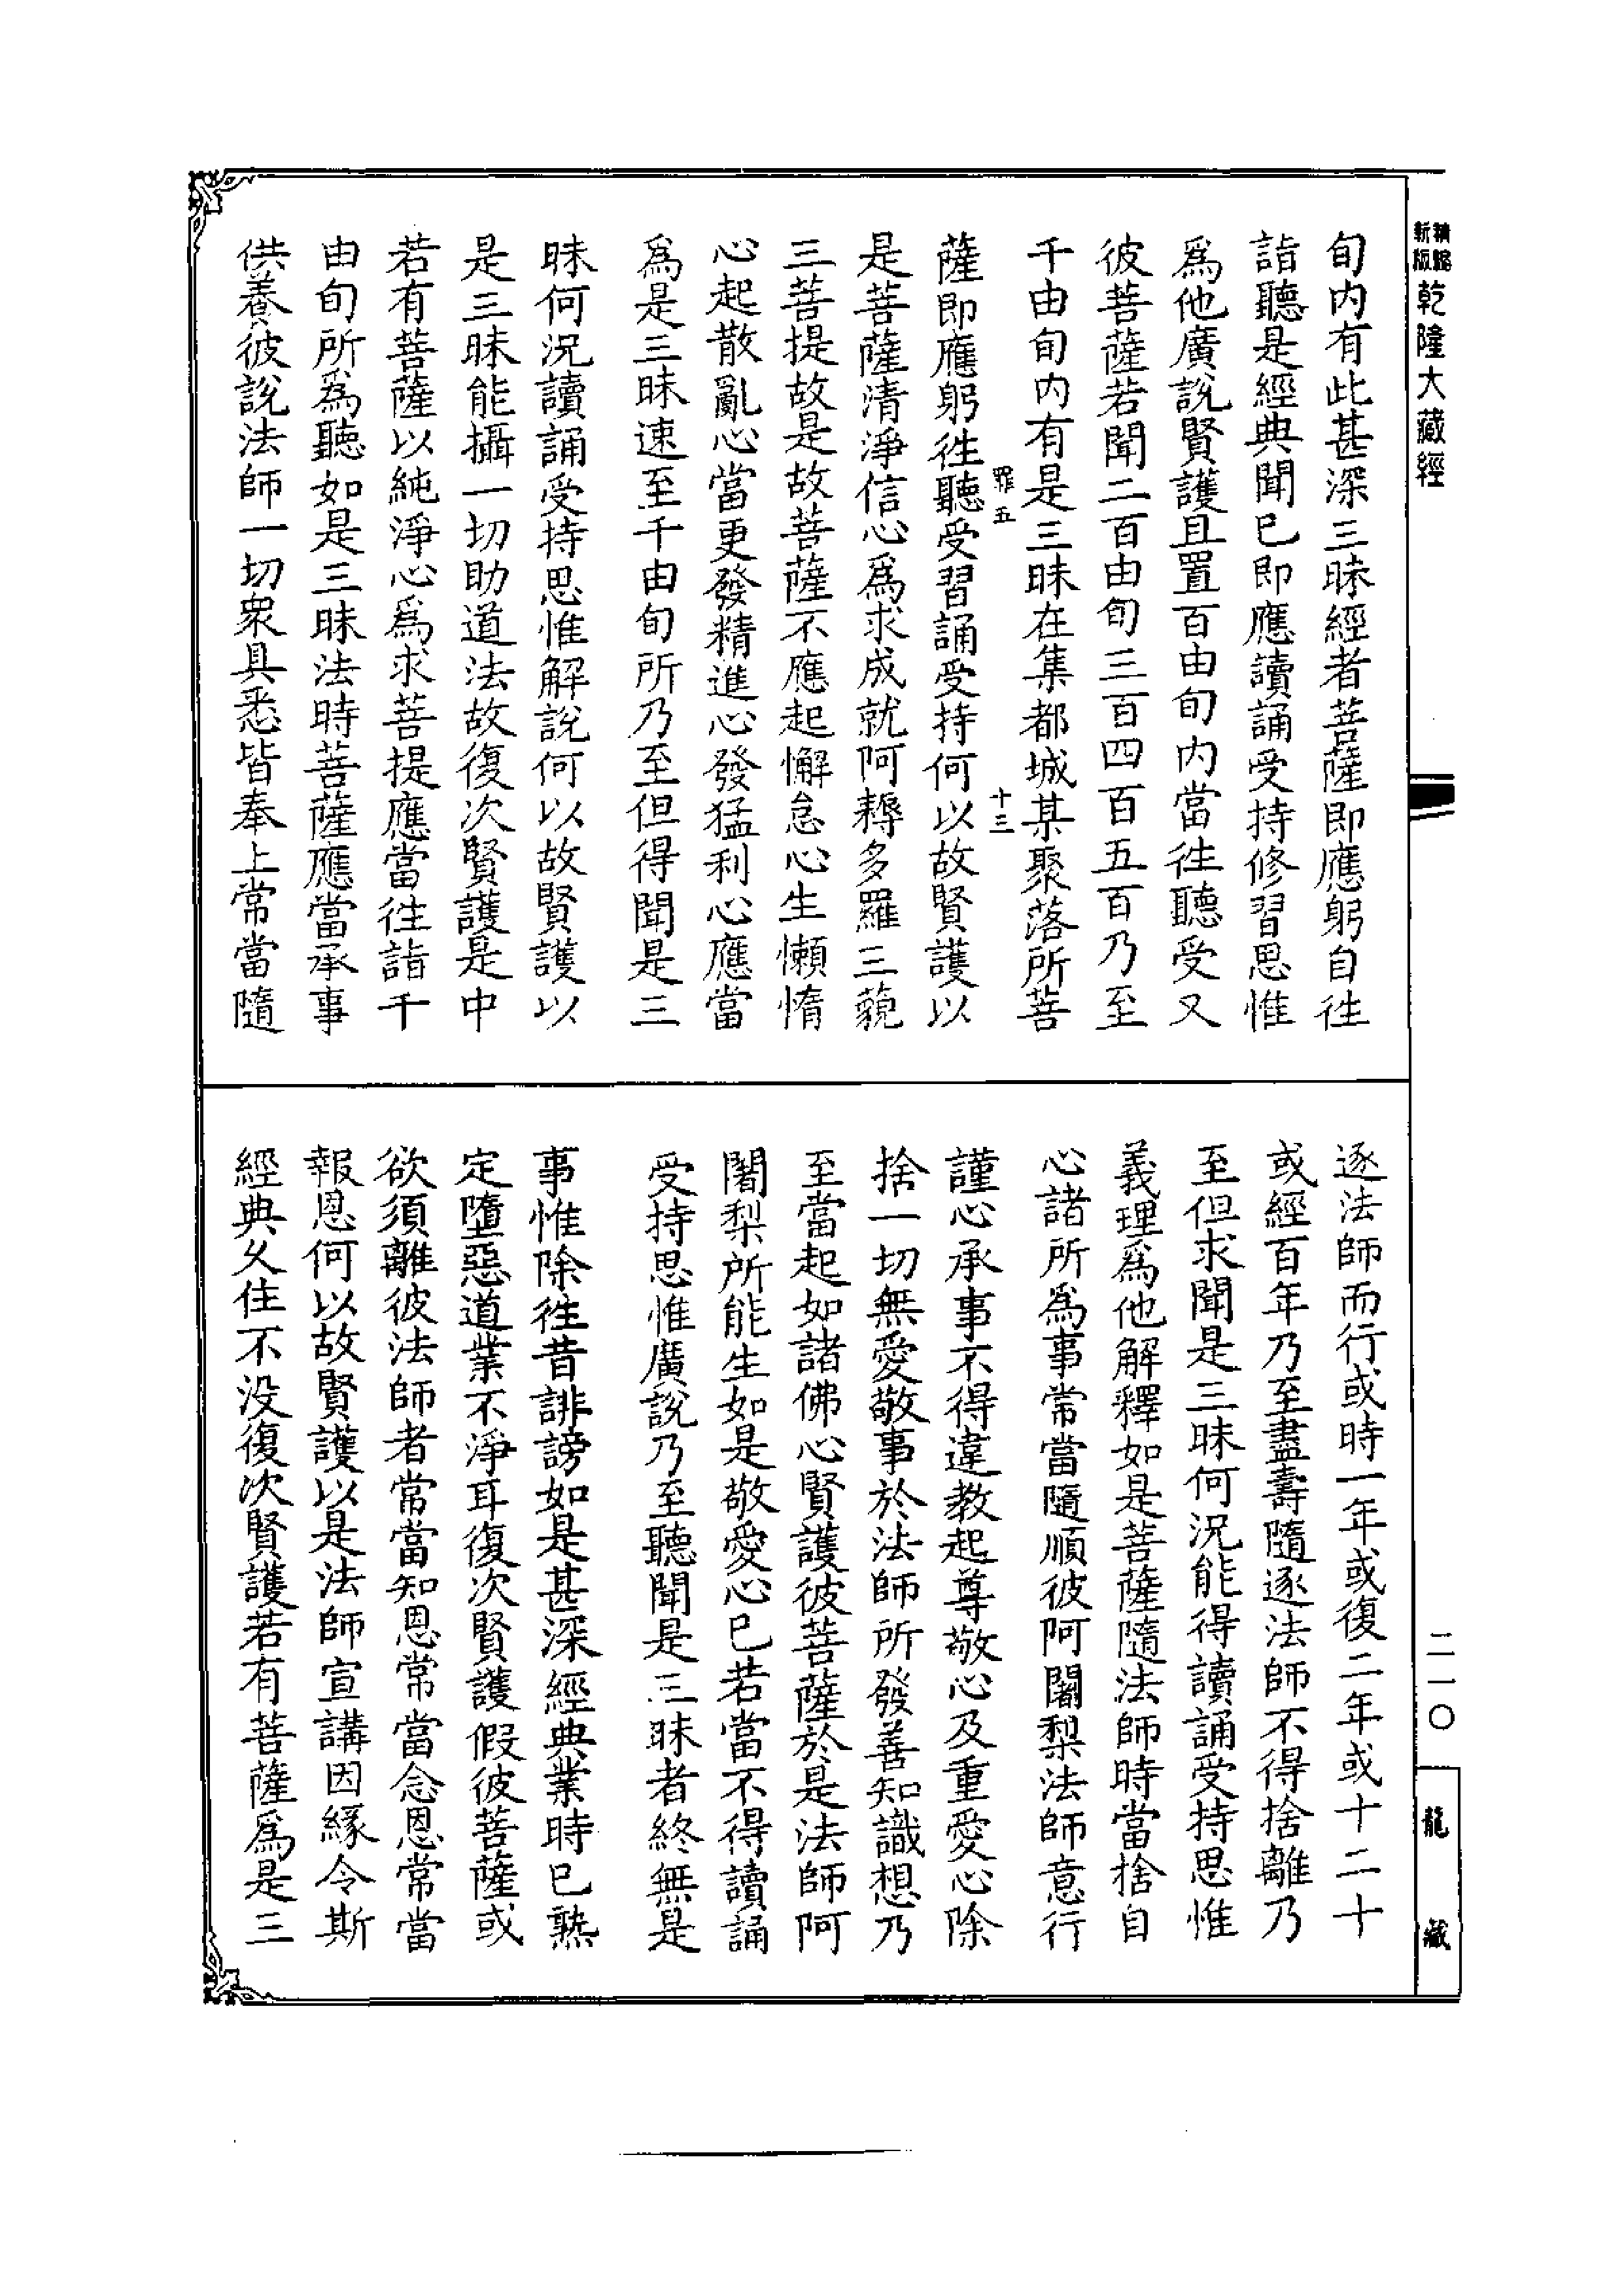 新版
精縮
乾隆大藏經
旬内有此甚深三昧經者菩薩即應躬自往
詣聽是經典聞已即應讀誦受持修習思惟
爲他廣說賢護且置百由旬内當往聽受又
彼菩薩若聞二百由旬三百四百五百乃至
千由旬内有是三昧在集都城某聚落所菩
罪五
十三
薩即應躬往聽受習誦受持何以故賢護以
是菩薩清淨信心爲求成就阿耨多羅三藐
三菩提故是故菩薩不應起懈怠心生懶惰
心起散亂心當更發精進心發猛利心應當
爲是三昧速至千由旬所乃至但得聞是三
昧何況讀誦受持思惟解說何以故賢護以
是三昧能攝一切助道法故復次賢護是中
若有菩薩以純淨心爲求菩提應當往詣千
由旬所爲聽如是三昧法時菩薩應當承事
供養彼說法師一切衆具悉皆奉上常當隨
逐法師而行或時一年或復二年或十二十
或經百年乃至盡壽隨逐法師不得捨離乃
至但求聞是三昧何況能得讀誦受持思惟
義理爲他解釋如是菩薩隨法師時當捨自
心諸所爲事常當隨順彼阿闍梨法師意行
謹心承事不得違教起尊敬心及重愛心除
捨一切無愛敬事於法師所發善知識想乃
至當起如諸佛心賢護彼菩薩於是法師阿
闍梨所能生如是敬愛心已若當不得讀誦
受持思惟廣說乃至聽聞是三昧者終無是
事惟除往昔誹謗如是甚深經典業時已熟
定墮惡道業不淨耳復次賢護假彼菩薩或
欲須離彼法師者常當知恩常當念恩常當
報恩何以故賢護以是法師宣講因緣令斯
經典久住不没復次賢護若有菩薩爲是三
二一〇
龍藏